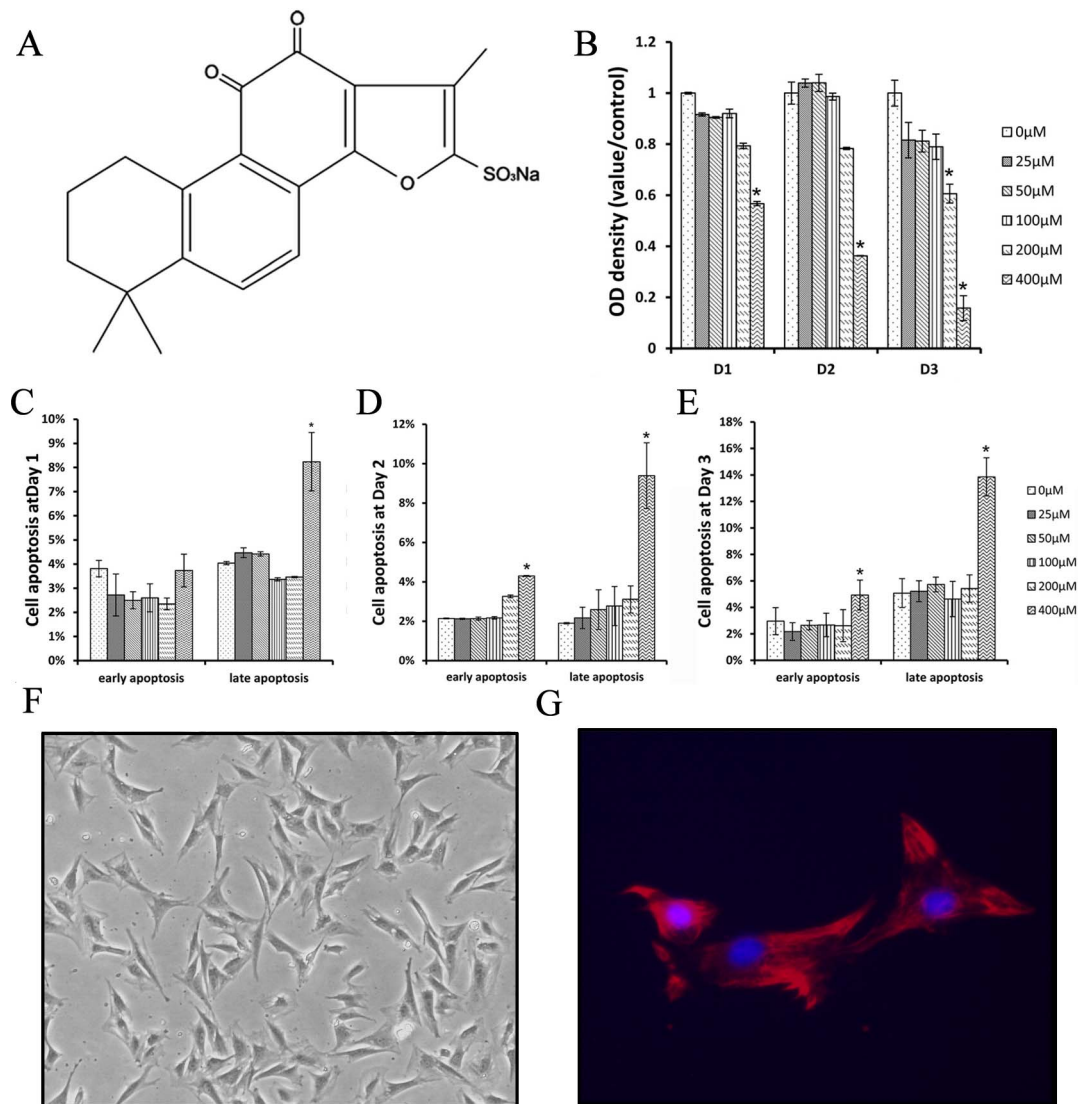 A
O
O
O
SO₃Na
B
OD density (value/control)
1.2
1
0.8
0.6
0.4
0.2
0
*
*
*
*
D1
D2
D3
0μM
25μM
50μM
100μM
200μM
400μM
C
Cell apoptosis atDay 1
10%
9%
8%
7%
6%
5%
4%
3%
2%
1%
0%
*
early apoptosis
late apoptosis
D
Cell apoptosis at Day 2
12%
10%
8%
6%
4%
2%
0%
*
*
early apoptosis
late apoptosis
E
Cell apoptosis at Day 3
18%
16%
14%
12%
10%
8%
6%
4%
2%
0%
*
*
early apoptosis
late apoptosis
0μM
25μM
50μM
100μM
200μM
400μM
F
G